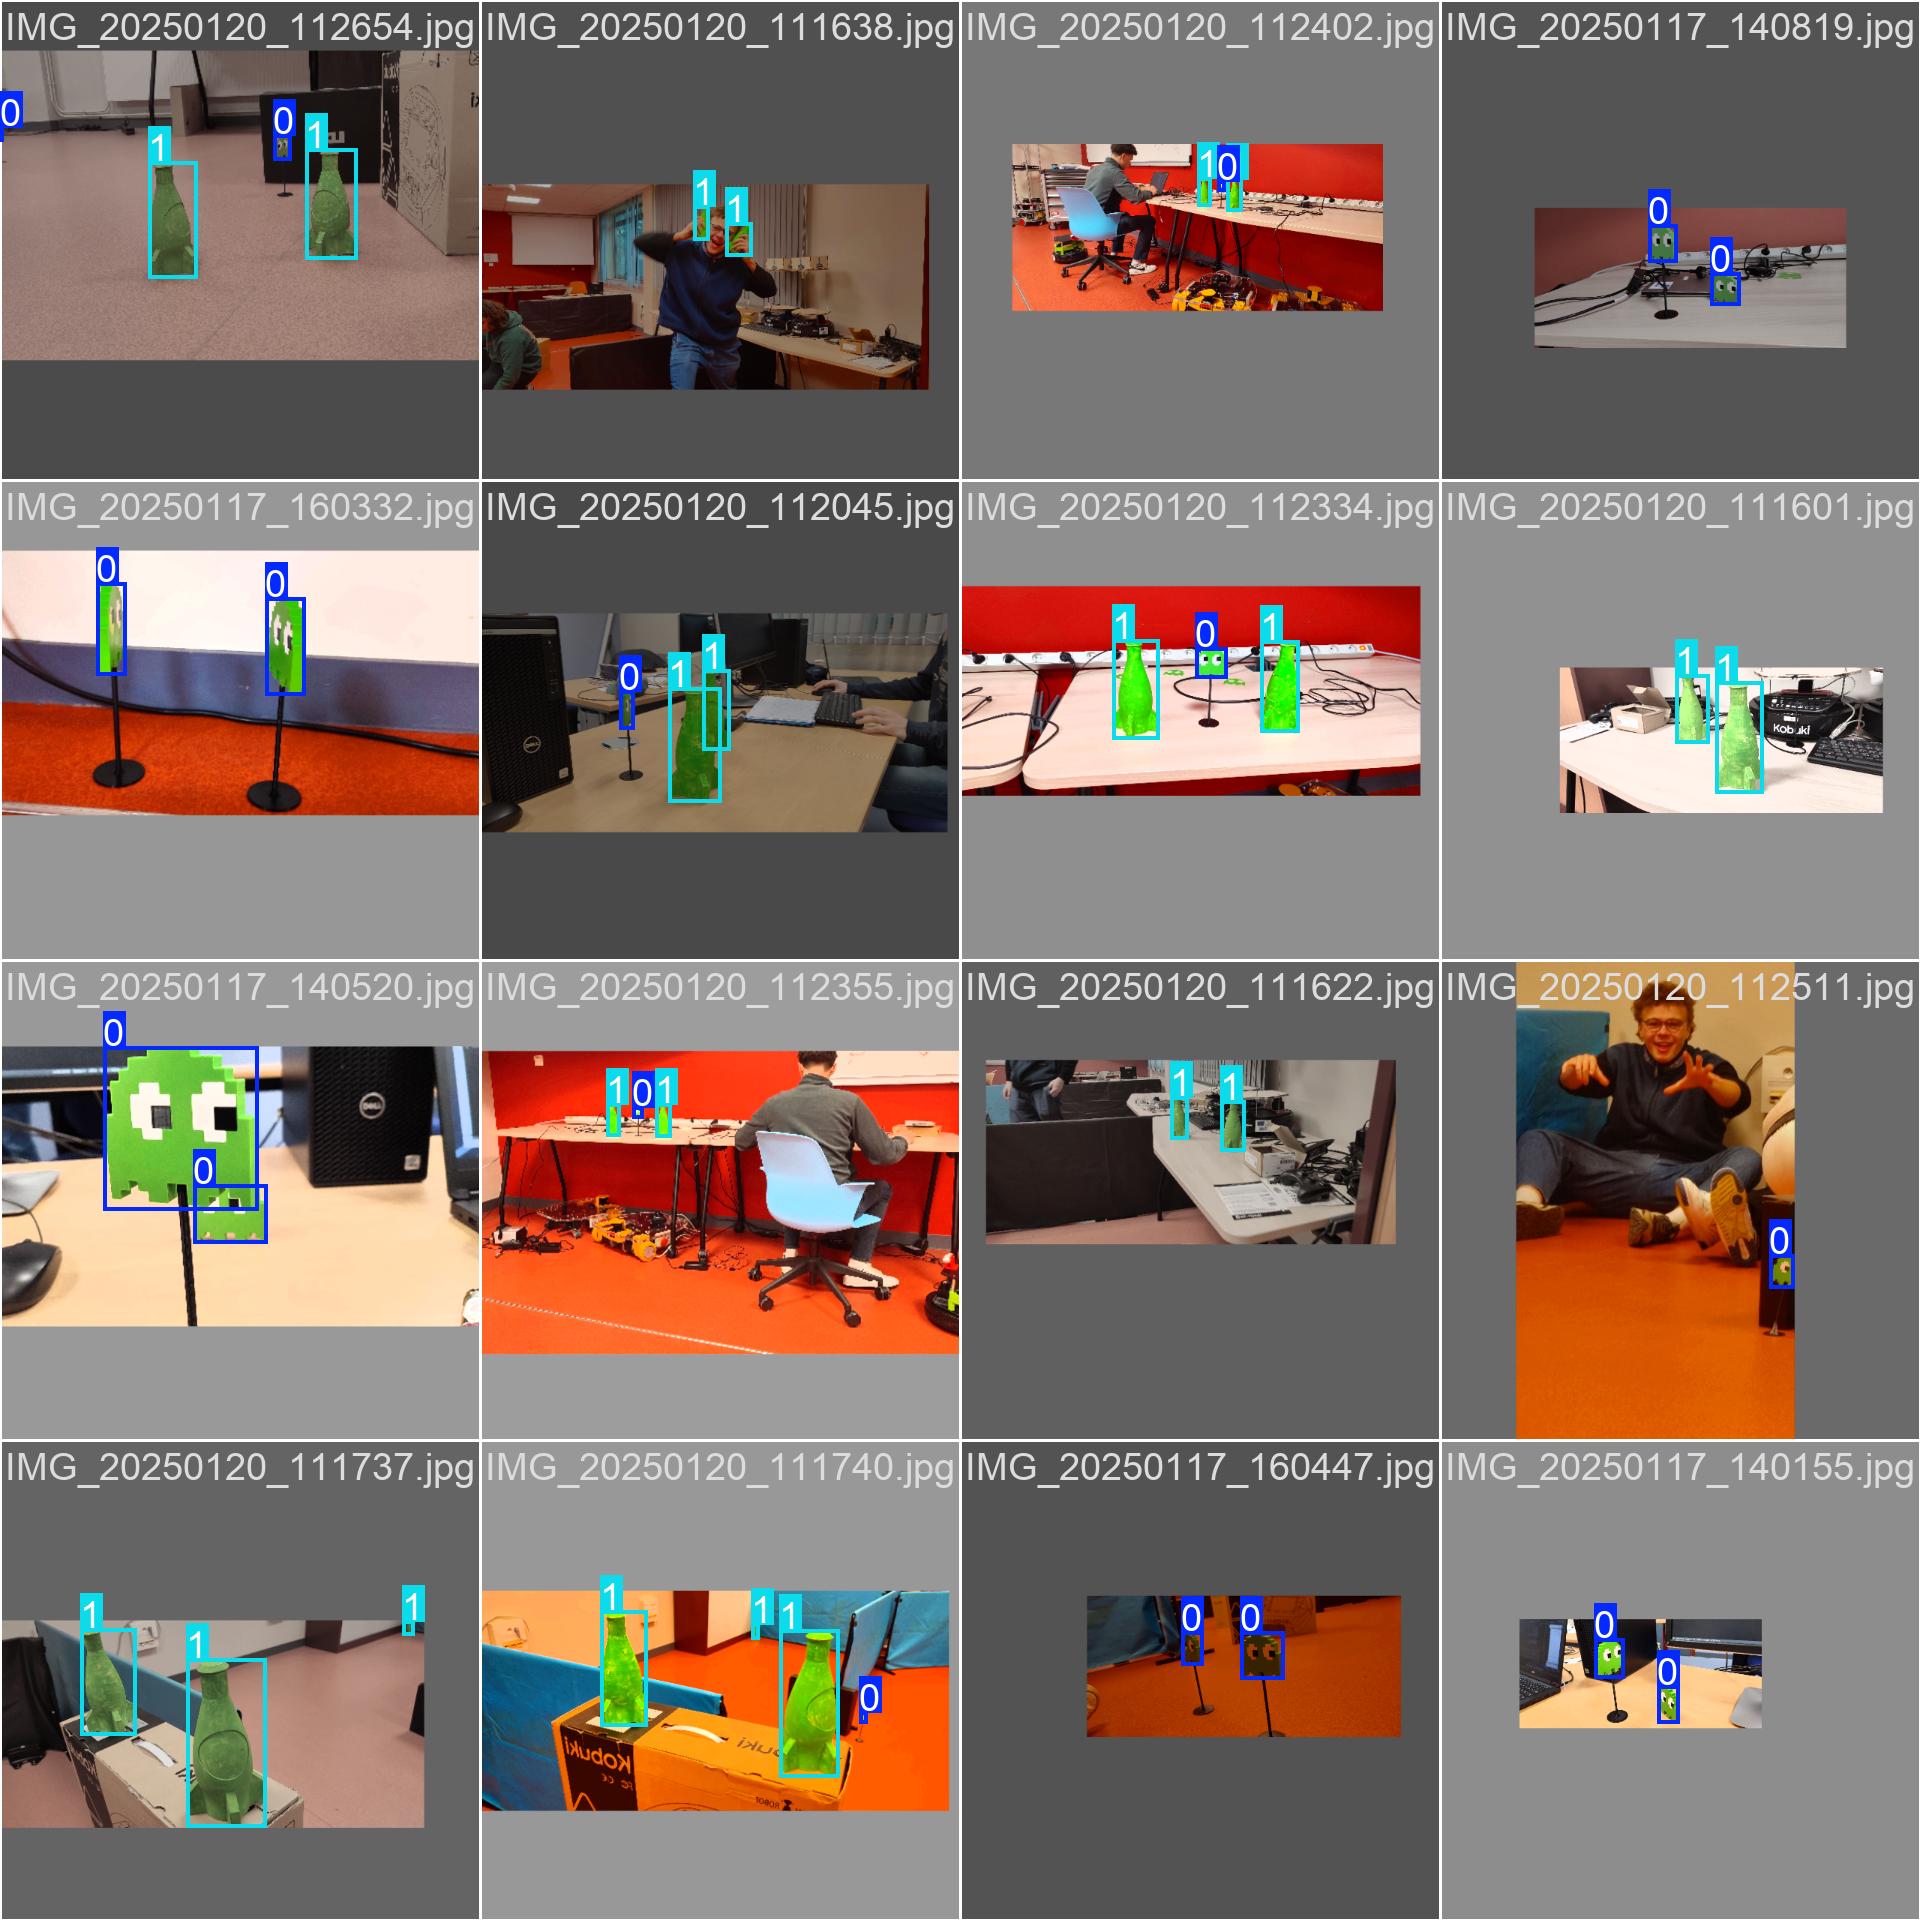 IMG_20250120_112654.jpg
IMG_20250120_111638.jpg
IMG_20250120_112402.jpg
IMG_20250117_140819.jpg
0
0
1
1
1
1
1
0
0
0
IMG_20250117_160332.jpg
IMG_20250120_112045.jpg
IMG_20250120_112334.jpg
IMG_20250120_111601.jpg
0
0
0
1
1
DELL
1
0
1
1
1
Kobuki
IMG_20250117_140520.jpg
IMG_20250120_112355.jpg
IMG_20250120_111622.jpg
IMG_20250120_112511.jpg
0
0
DELL
1
0
1
1
1
0
IMG_20250120_111737.jpg
IMG_20250120_111740.jpg
IMG_20250117_160447.jpg
IMG_20250117_140155.jpg
1
1
1
1
1
1
0
Kobuki
ROBOT
0
0
0
0